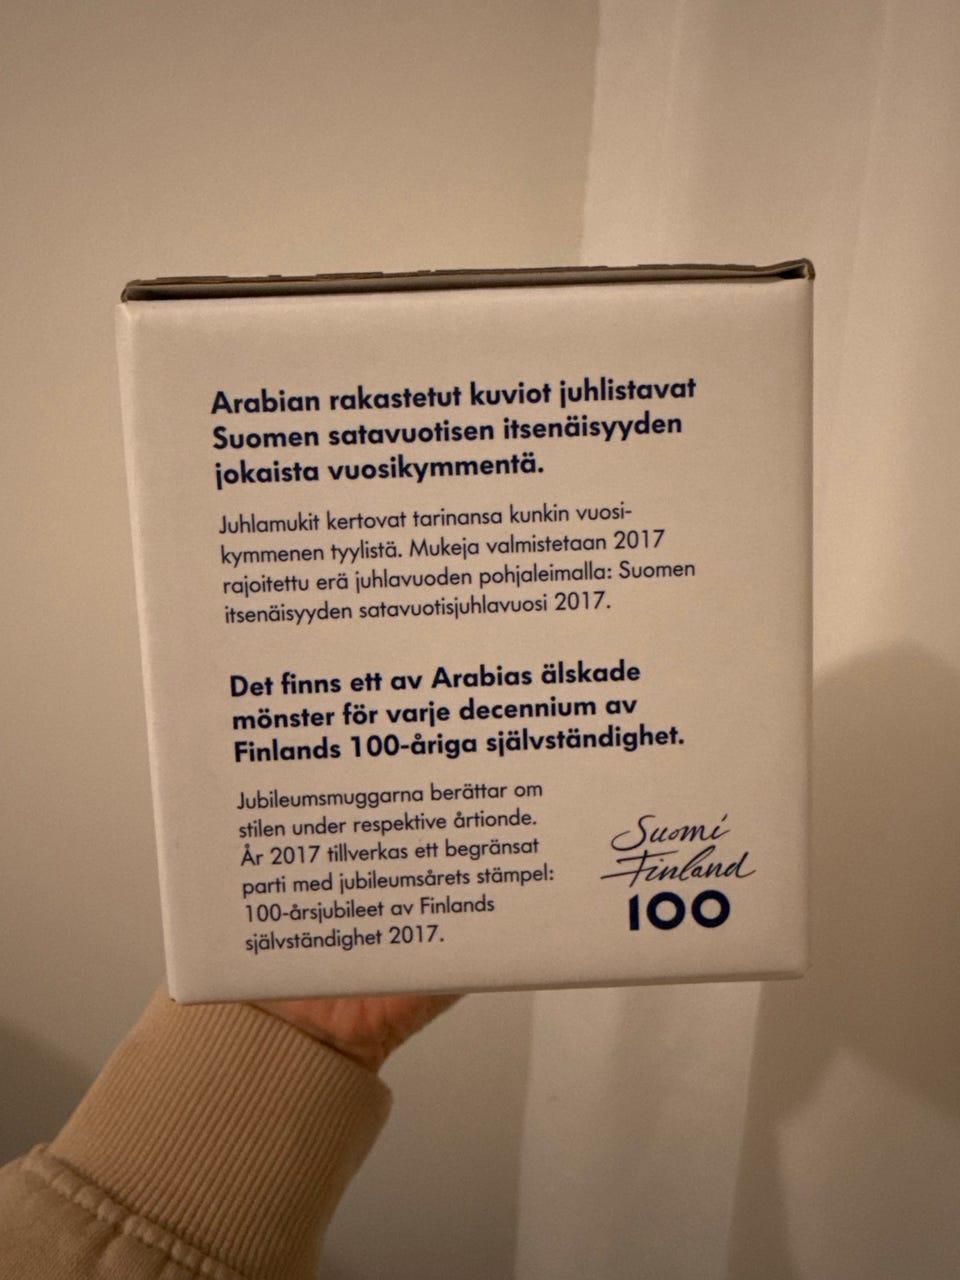 Arabian rakastetut kuviot juhlistavat
Suomen satavuotisen itsenäisyyden
jokaista vuosikymmentä.
Juhlamukit kertovat tarinansa kunkin vuosi-
kymmenen tyylistä. Mukeja valmistetaan 2017
rajoitettu erä juhlavuoden pohjaleimalla: Suomen
itsenäisyyden satavuotisjuhlavuosi 2017.
Det finns ett av Arabias älskade
mönster för varje decennium av
Finlands 100-åriga självständighet.
Jubileumsmuggarna berättar om
stilen under respektive årtionde.
År 2017 tillverkas ett begränsat
parti med jubileumsårets stämpel:
100-årsjubileet av Finlands
självständighet 2017.
Suomi
Finland
100